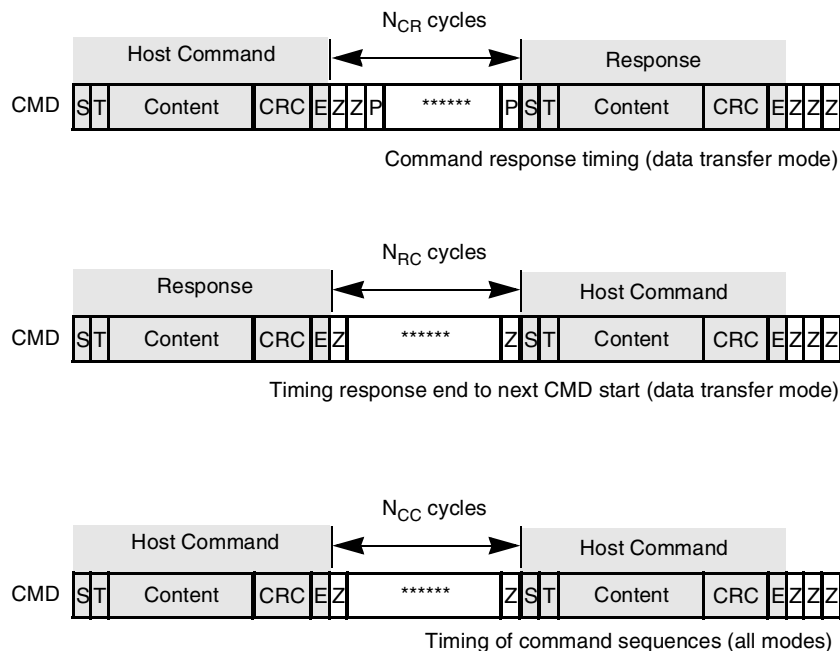 N_CR cycles
Host Command Response
CMD S T Content CRC E Z Z P ****** P S T Content CRC E Z Z Z
Command response timing (data transfer mode)
N_RC cycles
Response Host Command
CMD S T Content CRC E Z ****** Z S T Content CRC E Z Z Z
Timing response end to next CMD start (data transfer mode)
N_CC cycles
Host Command Host Command
CMD S T Content CRC E Z ****** Z S T Content CRC E Z Z Z
Timing of command sequences (all modes)